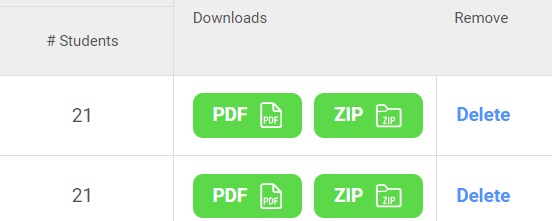 Downloads
Remove
# Students
21
PDF PDF
ZIP ZIP
Delete
21
PDF PDF
ZIP ZIP
Delete